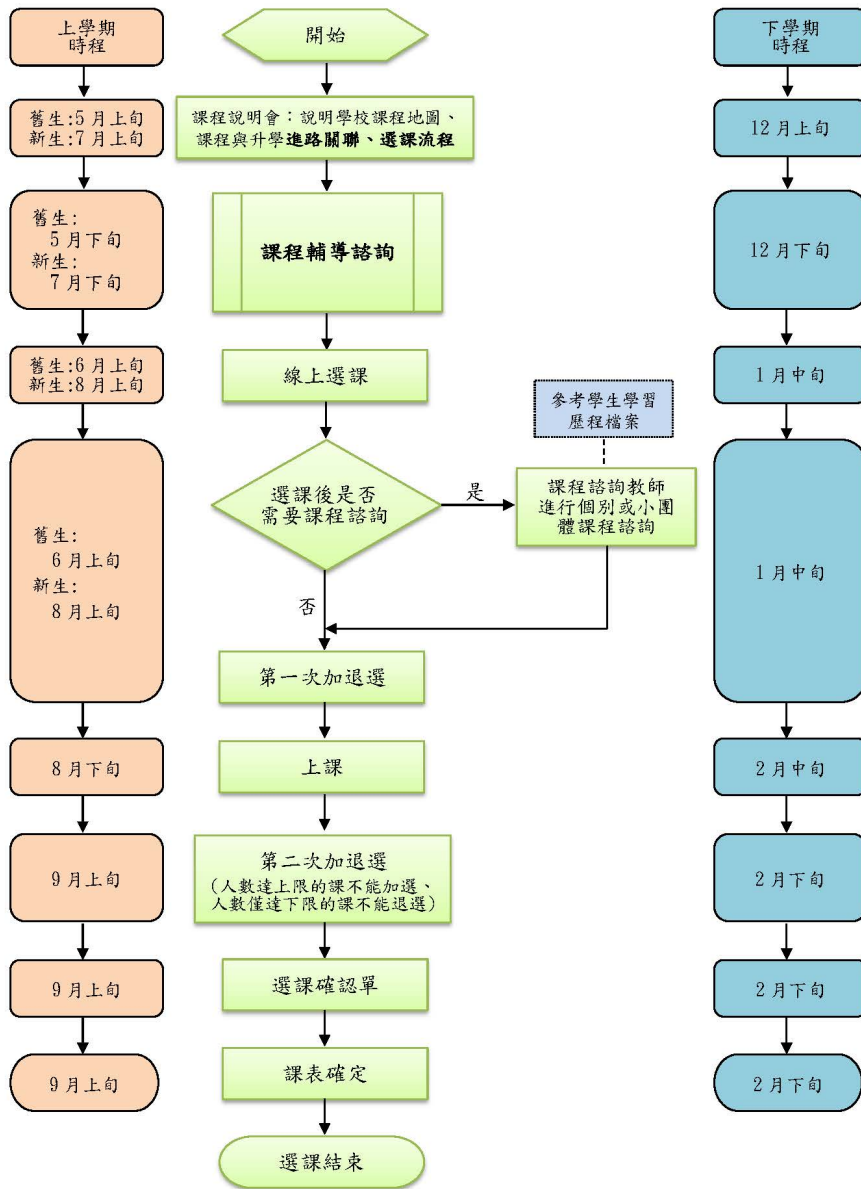 上學期
時程
舊生:5月上旬
新生:7月上旬
舊生:
5月下旬
新生:
7月下旬
舊生:6月上旬
新生:8月上旬
舊生:
6月上旬
新生:
8月上旬
8月下旬
9月上旬
9月上旬
9月上旬
開始
課程說明會：說明學校課程地圖、
課程與升學進路關聯、選課流程
課程輔導諮詢
線上選課
選課後是否
需要課程諮詢
是
參考學生學習
歷程檔案
課程諮詢教師
進行個別或小團
體課程諮詢
否
第一次加退選
上課
第二次加退選
(人數達上限的課不能加選、
人數僅達下限的課不能退選)
選課確認單
課表確定
選課結束
下學期
時程
12月上旬
12月下旬
1月中旬
1月中旬
2月中旬
2月下旬
2月下旬
2月下旬